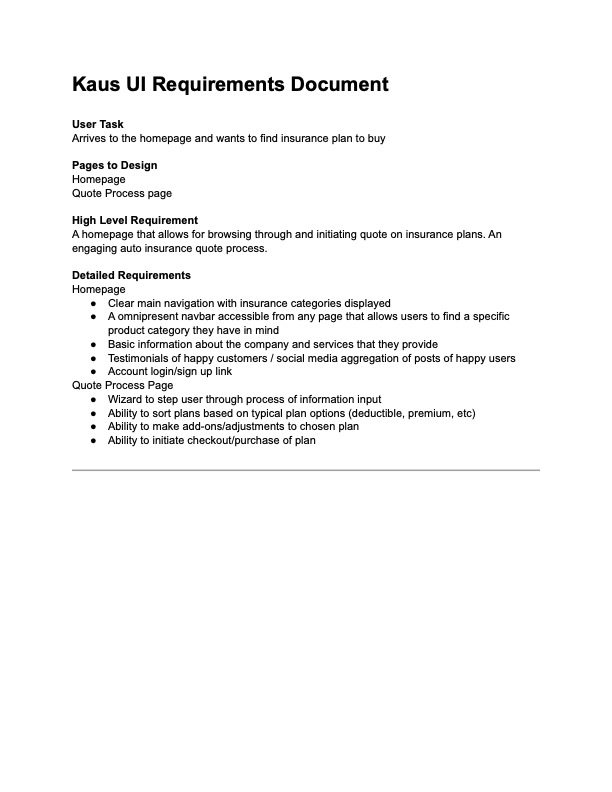 Kaus UI Requirements Document
User Task
Arrives to the homepage and wants to find insurance plan to buy
Pages to Design
Homepage
Quote Process page
High Level Requirement
A homepage that allows for browsing through and initiating quote on insurance plans. An
engaging auto insurance quote process.
Detailed Requirements
Homepage
● Clear main navigation with insurance categories displayed
● A omnipresent navbar accessible from any page that allows users to find a specific
product category they have in mind
● Basic information about the company and services that they provide
● Testimonials of happy customers / social media aggregation of posts of happy users
● Account login/sign up link
Quote Process Page
● Wizard to step user through process of information input
● Ability to sort plans based on typical plan options (deductible, premium, etc)
● Ability to make add-ons/adjustments to chosen plan
● Ability to initiate checkout/purchase of plan